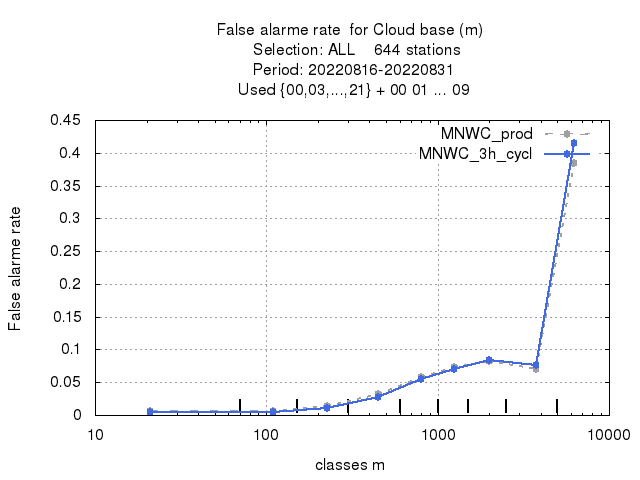 False alarme rate  for Cloud base (m)
Selection: ALL    644 stations
Period: 20220816-20220831
Used {00,03,...,21} + 00 01 ... 09
MNWC_prod
MNWC_3h_cycl
False alarme rate
0.45
0.4
0.35
0.3
0.25
0.2
0.15
0.1
0.05
0
10 100 1000 10000
classes m